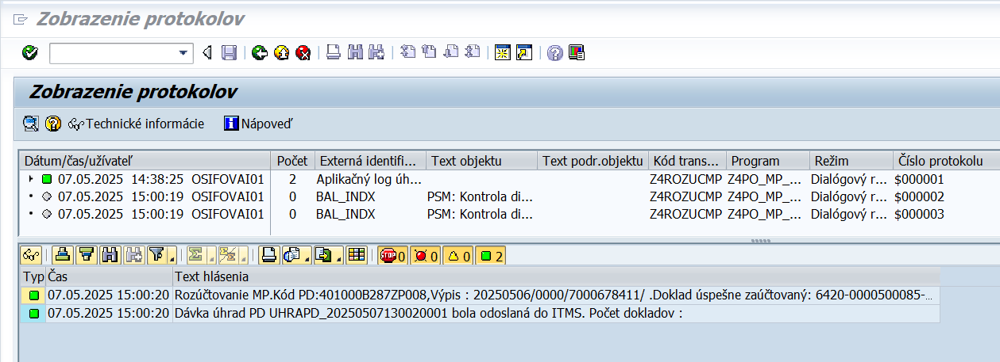 Zobrazenie protokolov
Zobrazenie protokolov
Technické informácie Nápoveď
Dátum/čas/užívateľ Počet Externá identifi... Text objektu Text podr.objektu Kód trans... Program Režim Číslo protokolu
07.05.2025 14:38:25 OSIFOVAI01 2 Aplikačný log úh... Z4ROZUCMP Z4PO_MP_... Dialógový r... $000001
07.05.2025 15:00:19 OSIFOVAI01 0 BAL_INDX PSM: Kontrola di... Z4ROZUCMP Z4PO_MP_... Dialógový r... $000002
07.05.2025 15:00:19 OSIFOVAI01 0 BAL_INDX PSM: Kontrola di... Z4ROZUCMP Z4PO_MP_... Dialógový r... $000003
STOP 0 0 0 2
Typ Čas Text hlásenia
07.05.2025 15:00:20 Rozúčtovanie MP.Kód PD:401000B287ZP008,Výpis : 20250506/0000/7000678411/ .Doklad úspešne zaúčtovaný: 6420-0000500085-...
07.05.2025 15:00:20 Dávka úhrad PD UHRAPD_20250507130020001 bola odoslaná do ITMS. Počet dokladov :